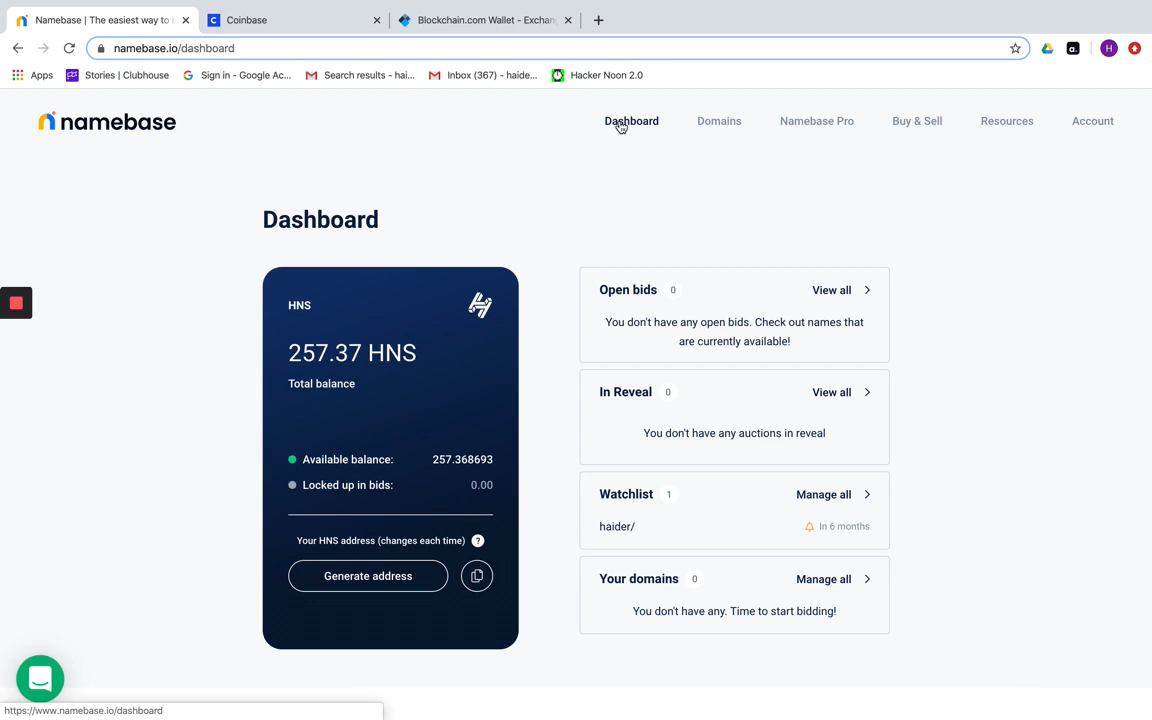 Namebase | The easiest way to b
Coinbase
Blockchain.com Wallet - Exchang
namebase.io/dashboard
H
Apps
Stories | Clubhouse
Sign in - Google Ac...
Search results - hai...
Inbox (367) - haide...
Hacker Noon 2.0
namebase
Dashboard
Domains
Namebase Pro
Buy & Sell
Resources
Account
Dashboard
HNS
257.37 HNS
Total balance
Available balance: 257.368693
Locked up in bids: 0.00
Your HNS address (changes each time) ?
Generate address
Open bids 0 View all
You don't have any open bids. Check out names that
are currently available!
In Reveal 0 View all
You don't have any auctions in reveal
Watchlist 1 Manage all
haider/ In 6 months
Your domains 0 Manage all
You don't have any. Time to start bidding!
https://www.namebase.io/dashboard